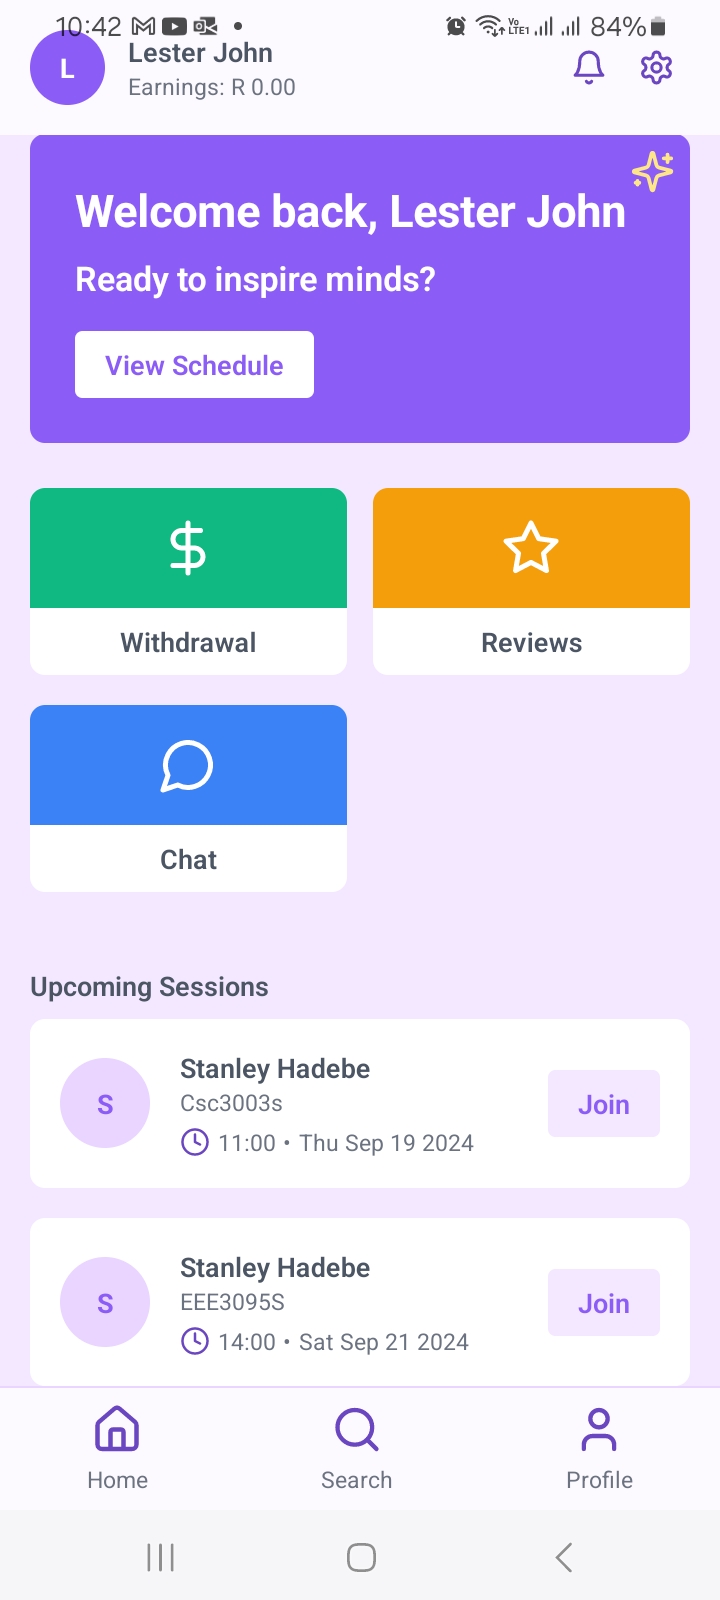 10:42
Vo LTE1
84%
L
Lester John
Earnings: R 0.00
Welcome back, Lester John
Ready to inspire minds?
View Schedule
Withdrawal
Reviews
Chat
Upcoming Sessions
S
Stanley Hadebe
Csc3003s
11:00 • Thu Sep 19 2024
Join
S
Stanley Hadebe
EEE3095S
14:00 • Sat Sep 21 2024
Join
Home
Search
Profile